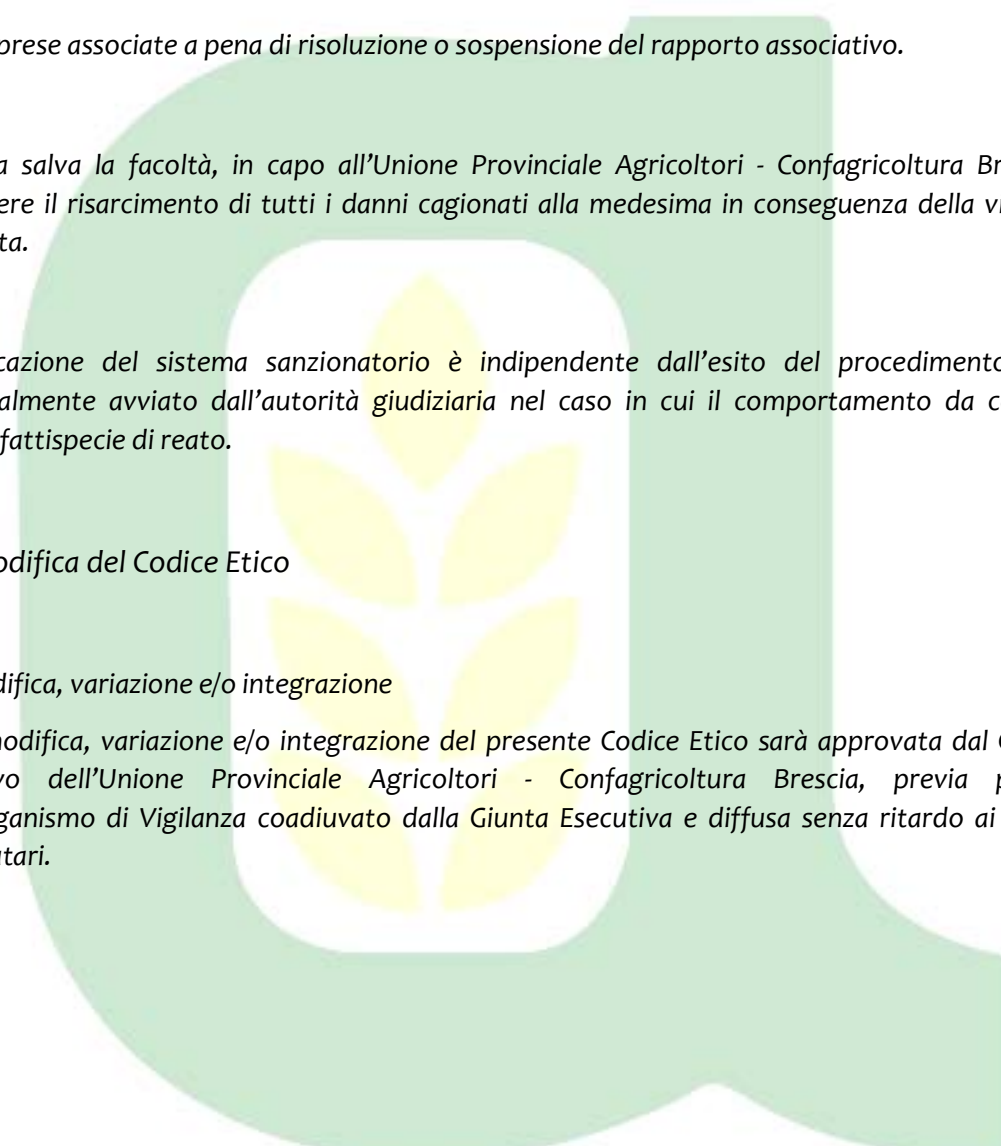 prese associate a pena di risoluzione o sospensione del rapporto associativo.
a salva la facoltà, in capo all’Unione Provinciale Agricoltori - Confagricoltura Br
ere il risarcimento di tutti i danni cagionati alla medesima in conseguenza della v
ta.
cazione del sistema sanzionatorio è indipendente dall’esito del procedimento
almente avviato dall’autorità giudiziaria nel caso in cui il comportamento da c
fattispecie di reato.
odifica del Codice Etico
difica, variazione e/o integrazione
nodifica, variazione e/o integrazione del presente Codice Etico sarà approvata dal
vo dell’Unione Provinciale Agricoltori - Confagricoltura Brescia, previa p
ganismo di Vigilanza coadiuvato dalla Giunta Esecutiva e diffusa senza ritardo ai
tari.